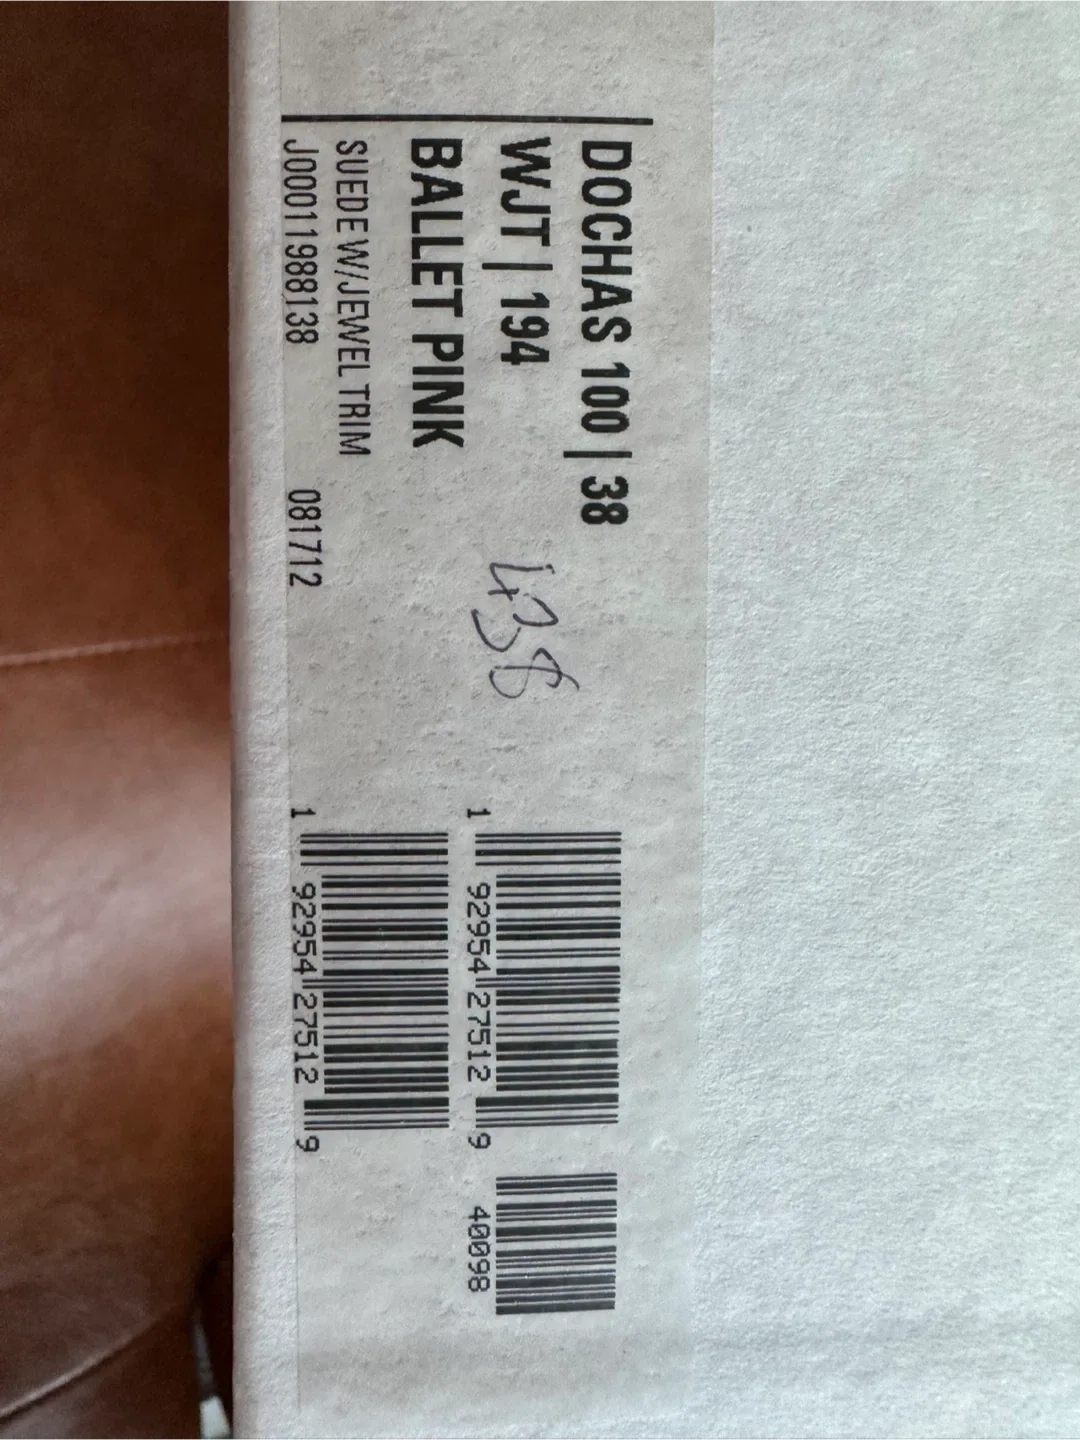 DOCHAS 100 | 38
WJT | 194
BALLET PINK
SUEDE W/JEWEL TRIM
J00011988138 081712
438
1 92954 27512 9
40098
1 92954 27512 9